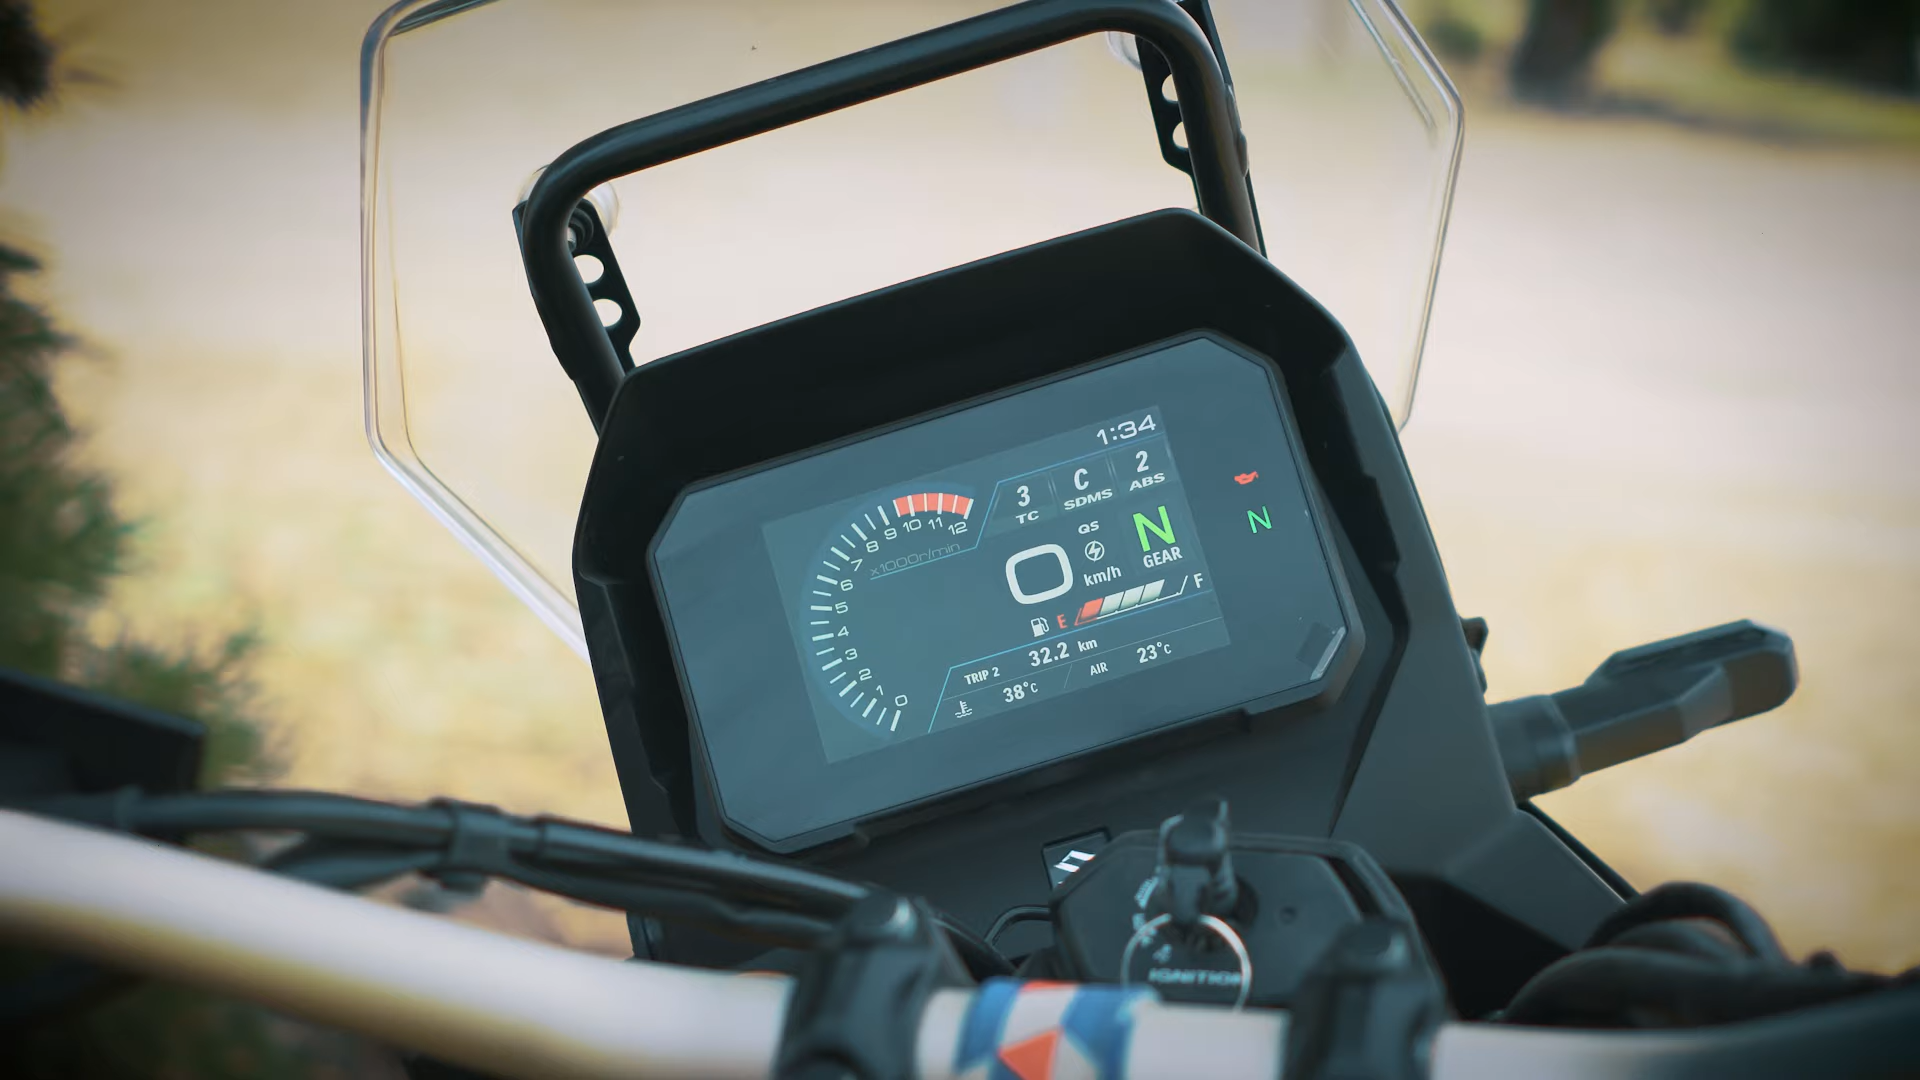 1:34
3 C 2
TC SDMS ABS
QS
N
GEAR
0
km/h
E F
12
11
10
9
8
7
6
5
4
3
2
1
0
x1000r/min
TRIP 2 32.2 km
38°C AIR 23°C
N
IGNITION